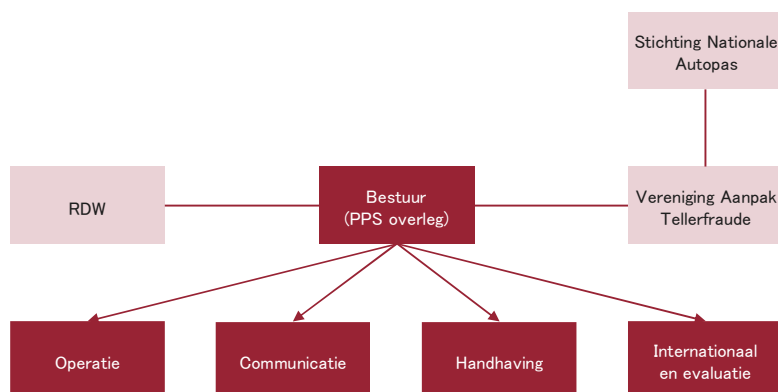 Stichting Nationale
Autopas
RDW
Bestuur
(PPS overleg)
Vereniging Aanpak
Tellerfraude
Operatie
Communicatie
Handhaving
Internationaal
en evaluatie